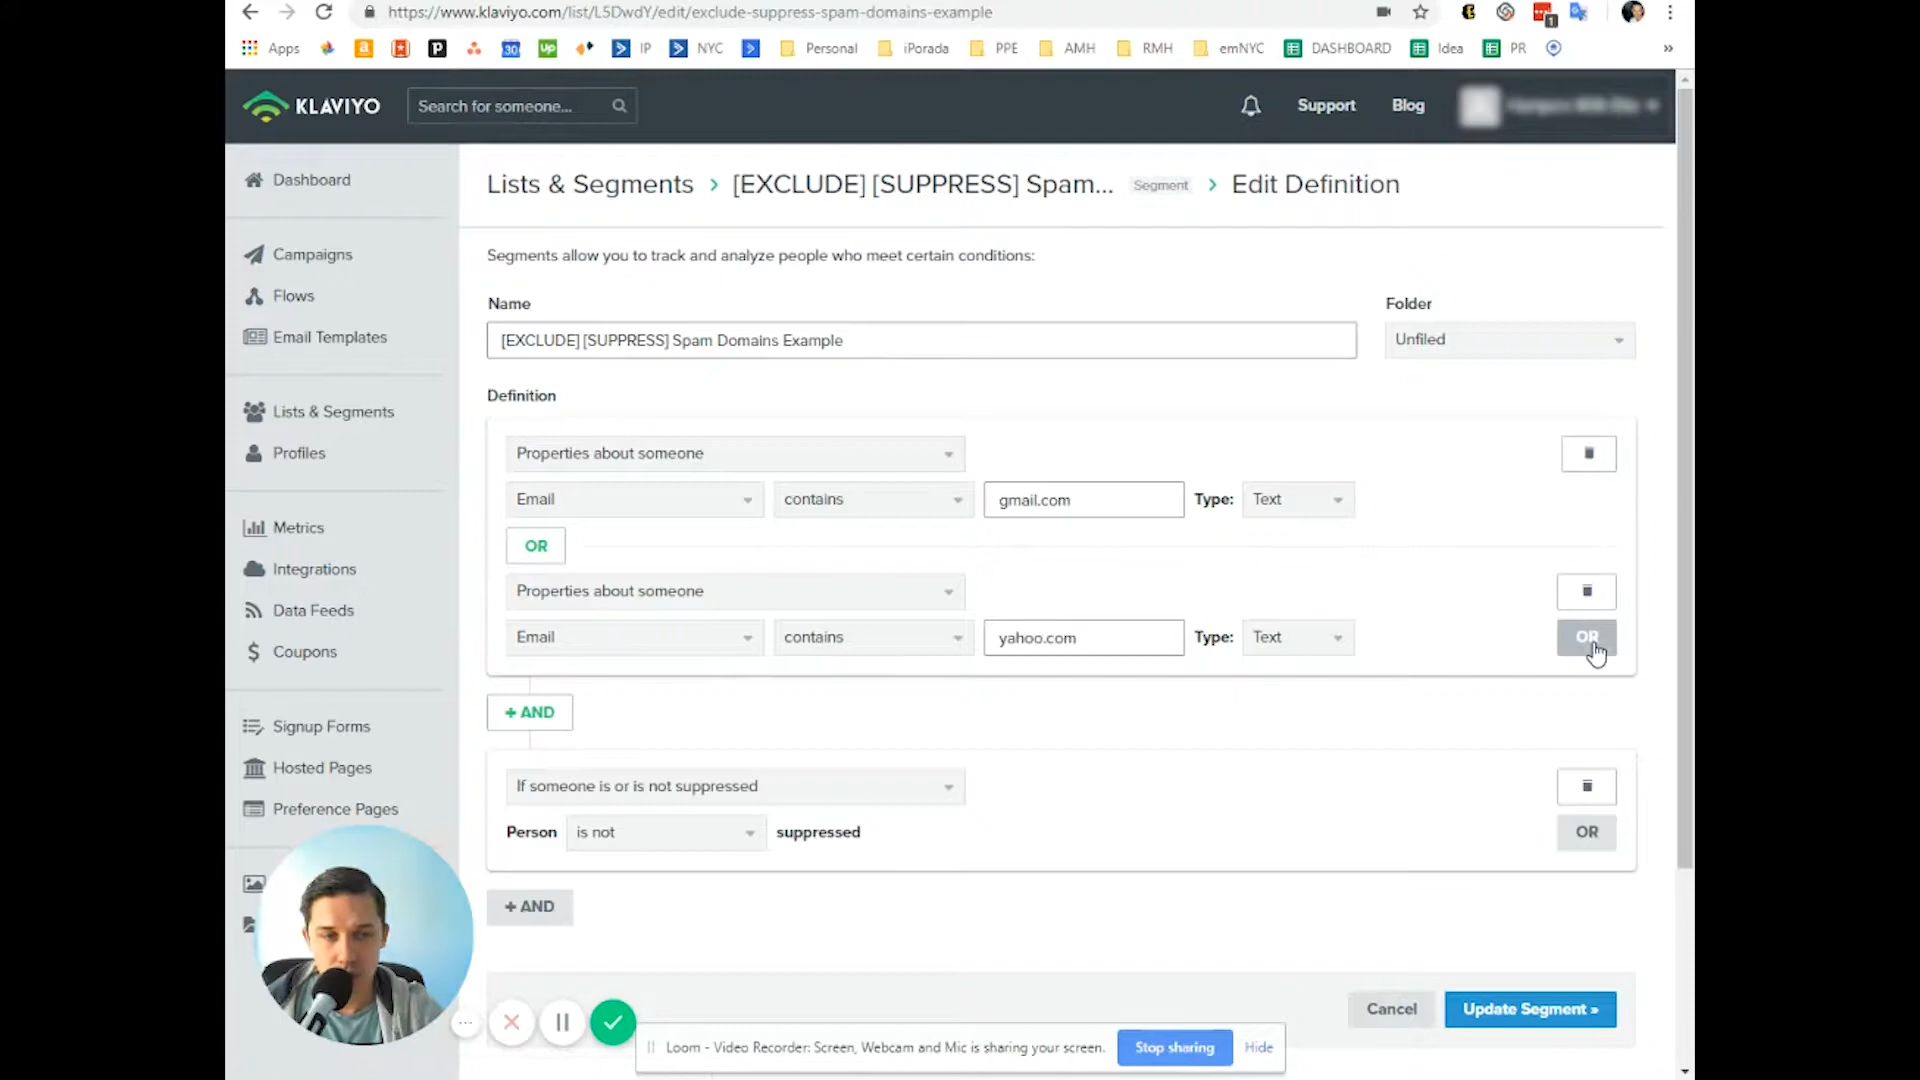 https://www.klaviyo.com/list/L5DwdY/edit/exclude-suppress-spam-domains-example
Apps
30
IP
NYC
Personal
iPorada
PPE
AMH
RMH
emNYC
DASHBOARD
Idea
PR
»
KLAVIYO
Search for someone...
Support
Blog
Dashboard
Campaigns
Flows
Email Templates
Lists & Segments
Profiles
Metrics
Integrations
Data Feeds
Coupons
Signup Forms
Hosted Pages
Preference Pages
Lists & Segments > [EXCLUDE] [SUPPRESS] Spam... Segment > Edit Definition
Segments allow you to track and analyze people who meet certain conditions:
Name
Folder
[EXCLUDE] [SUPPRESS] Spam Domains Example
Unfiled
Definition
Properties about someone
Email contains gmail.com Type: Text
OR
Properties about someone
Email contains yahoo.com Type: Text OR
+ AND
If someone is or is not suppressed
Person is not suppressed OR
+ AND
Cancel
Update Segment »
Loom - Video Recorder: Screen, Webcam and Mic is sharing your screen.
Stop sharing
Hide